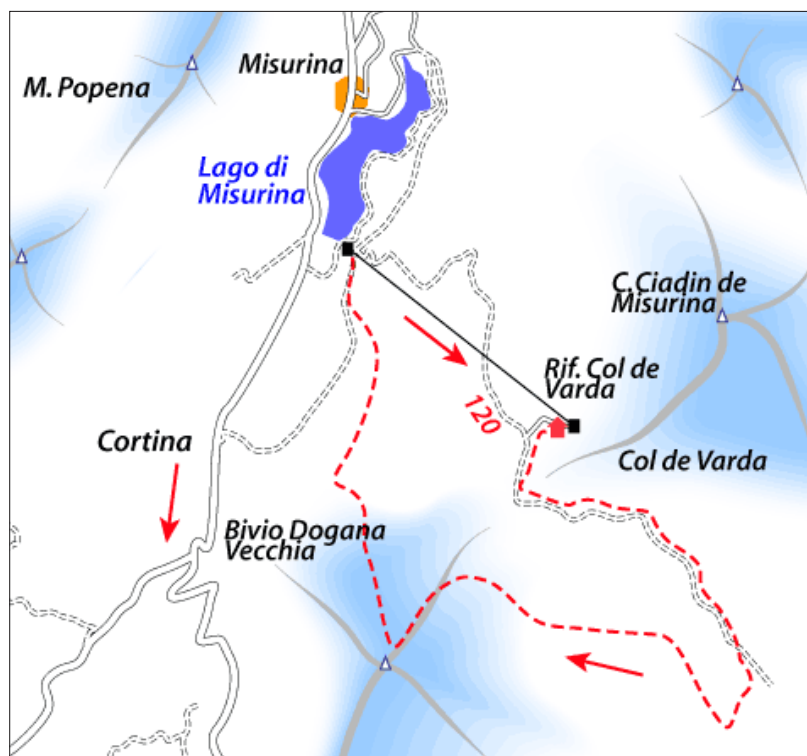 Misurina
M. Popena
Lago di
Misurina
C. Ciadin de
Misurina
Rif. Col de
Varda
120
Cortina
Col de Varda
Bivio Dogana
Vecchia